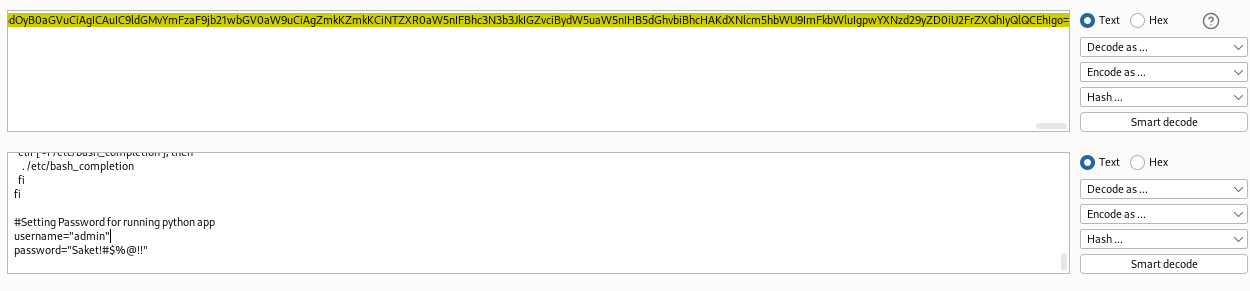 dOyB0aGVuCiAgICAuIC9ldGMvYmFzaF9jb21wbGV0aW9uCiAgZmkKZmkKCiNTZXR0aW5nIFBhc3N3b3JkIGZvciBydW5uaW5nIHB5dGhvbiBhcHAKdXNlcm5hbWU9ImFkbWluIgpwYXNzd29yZD0iU2FrZXQhIyQlQCEhIgo=
Text Hex ?
Decode as ...
Encode as ...
Hash ...
Smart decode
elif [ -f /etc/bash_completion ]; then
. /etc/bash_completion
fi
fi
#Setting Password for running python app
username="admin"
password="Saket!#$%@!!"
Text Hex
Decode as ...
Encode as ...
Hash ...
Smart decode